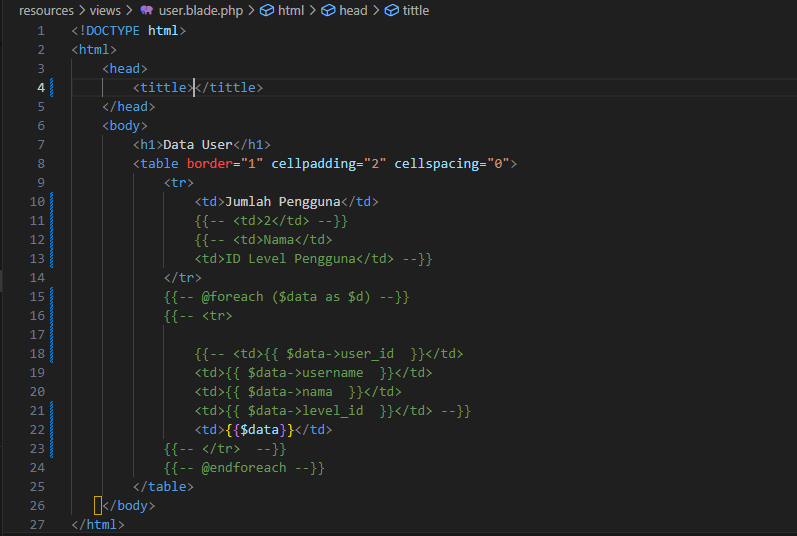 resources > views > user.blade.php > html > head > tittle
1 <!DOCTYPE html>
2 <html>
3 <head>
4 <tittle></tittle>
5 </head>
6 <body>
7 <h1>Data User</h1>
8 <table border="1" cellpadding="2" cellspacing="0">
9 <tr>
10 <td>Jumlah Pengguna</td>
11 {{-- <td>2</td> --}}
12 {{-- <td>Nama</td>
13 <td>ID Level Pengguna</td> --}}
14 </tr>
15 {{-- @foreach ($data as $d) --}}
16 {{-- <tr>
17
18 {{-- <td>{{ $data->user_id  }}</td>
19 <td>{{ $data->username  }}</td>
20 <td>{{ $data->nama  }}</td>
21 <td>{{ $data->level_id  }}</td> --}}
22 <td>{{$data}}</td>
23 {{-- </tr>  --}}
24 {{-- @endforeach --}}
25 </table>
26 </body>
27 </html>